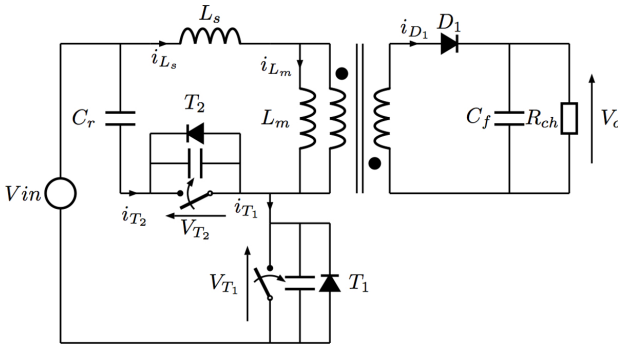 L_s
i_{L_s}
i_{D_1}
D_1
i_{L_m}
C_r
T_2
L_m
C_f
R_{ch}
V_o
Vin
i_{T_2}
V_{T_2}
i_{T_1}
V_{T_1}
T_1